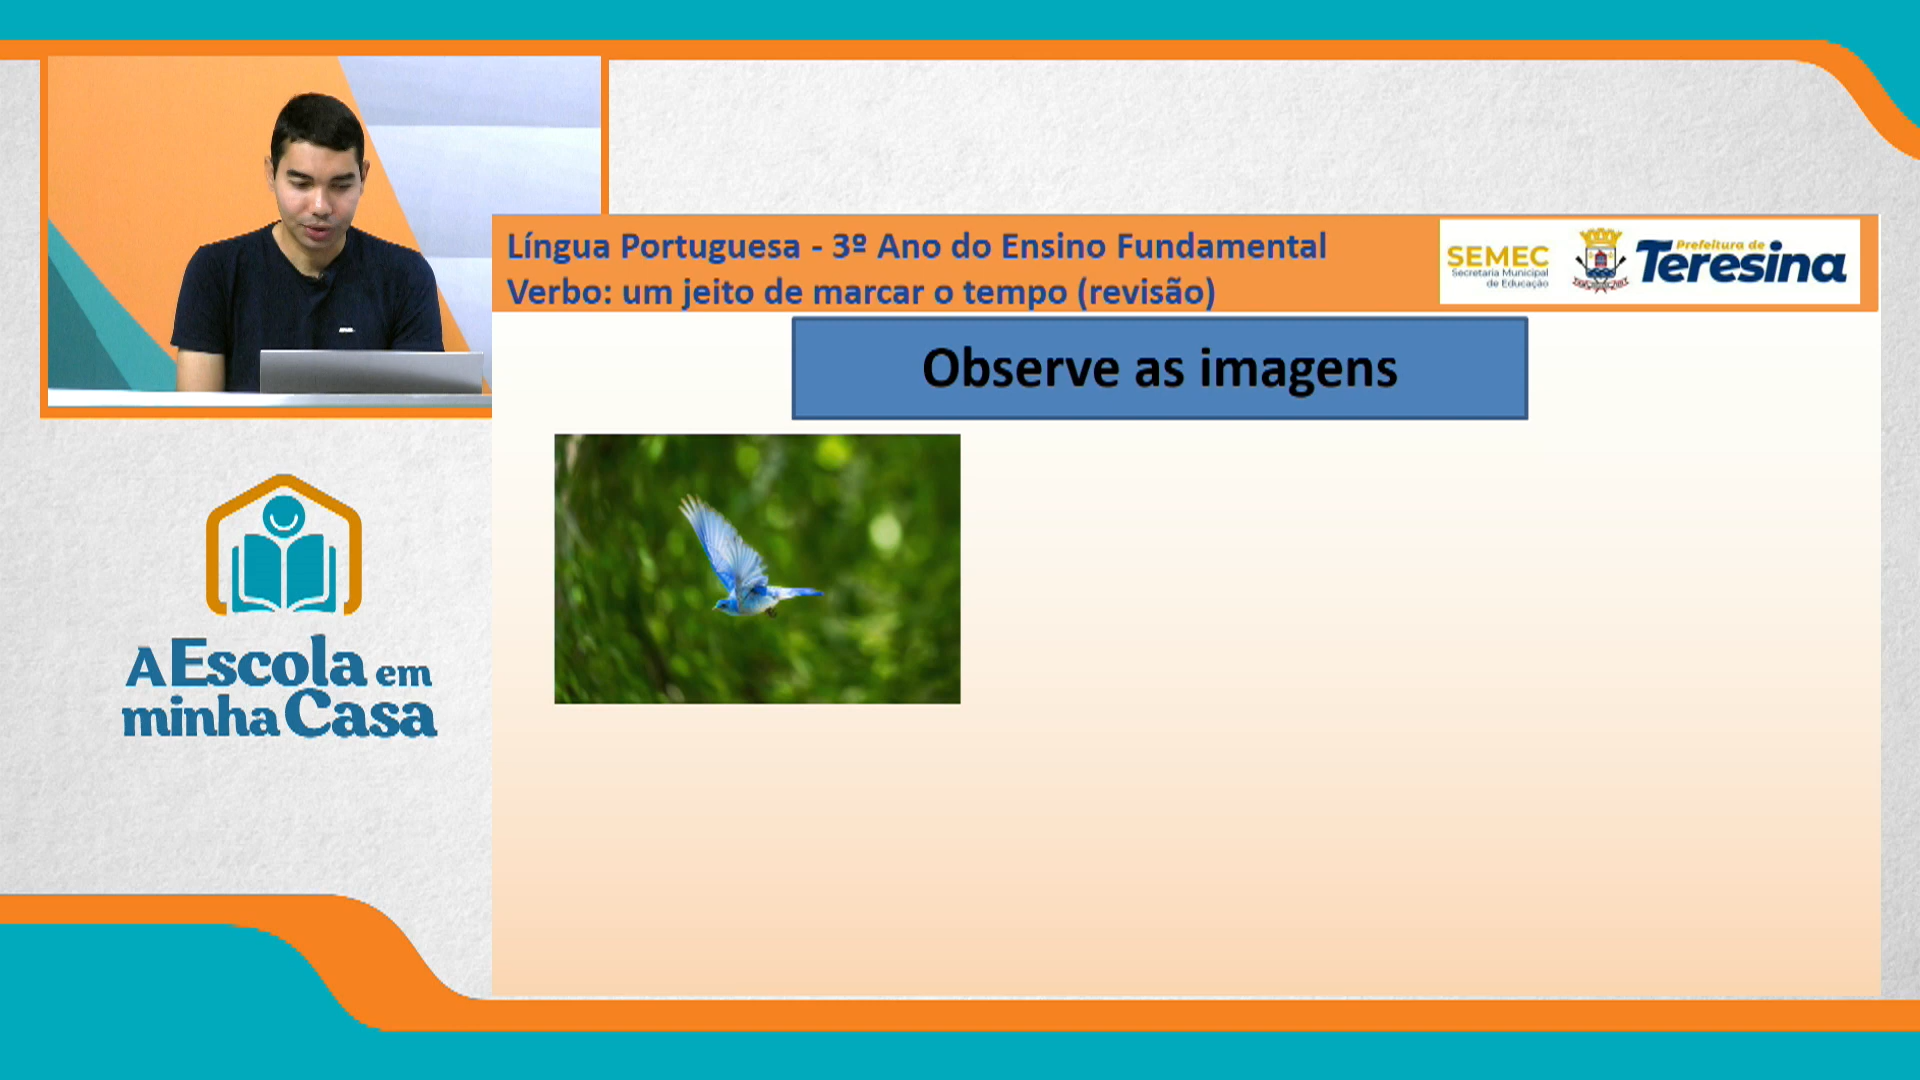 Língua Portuguesa - 3º Ano do Ensino Fundamental
Verbo: um jeito de marcar o tempo (revisão)
SEMEC
Secretaria Municipal
de Educação
Prefeitura de
Teresina
Observe as imagens
A Escola em
minha Casa